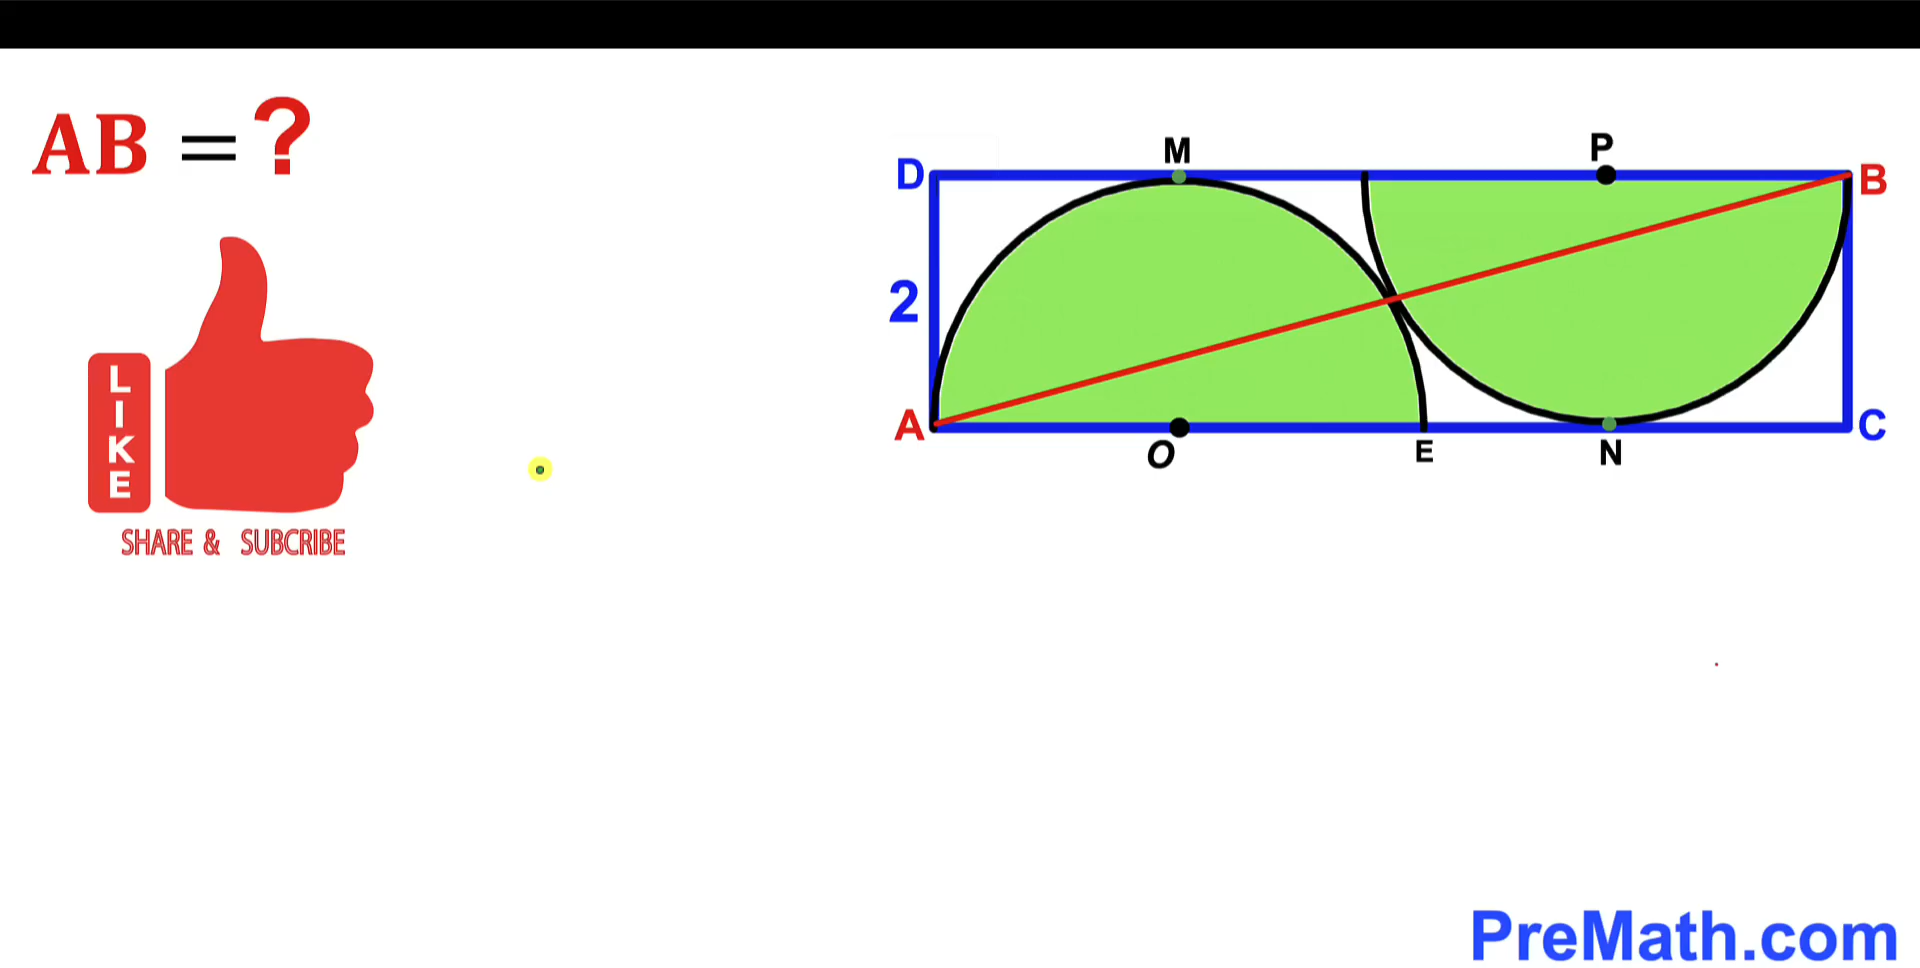 AB = ?
M
P
D
B
2
A
C
O
E
N
L
I
K
E
SHARE & SUBCRIBE
PreMath.com